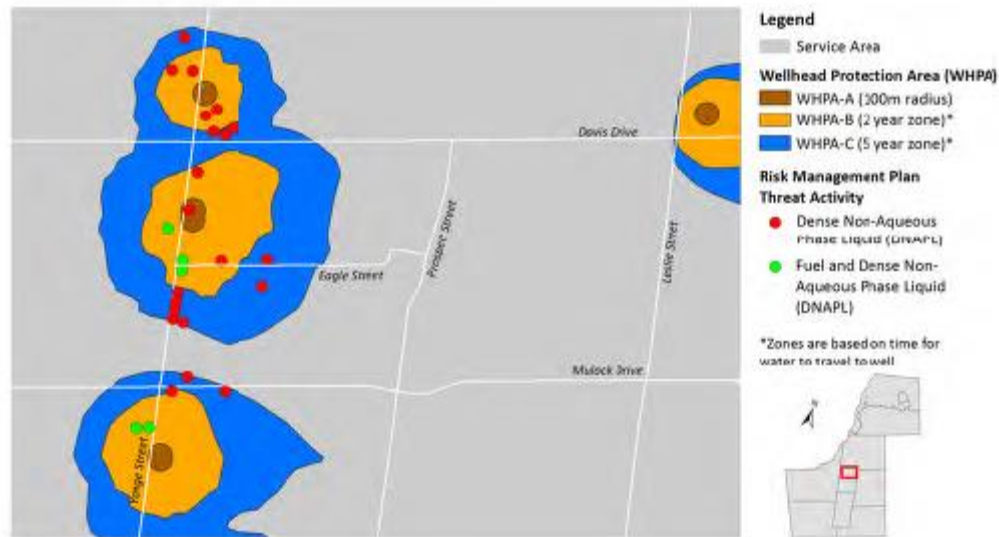 Legend
Service Area
Wellhead Protection Area (WHPA)
WHPA-A (100m radius)
WHPA-B (2 year zone)*
WHPA-C (5 year zone)*
Risk Management Plan
Threat Activity
Dense Non-Aqueous
Phase Liquid (DNAPL)
Fuel and Dense Non-
Aqueous Phase Liquid
(DNAPL)
*Zones are based on time for
water to travel to well
Davis Drive
Prospect Street
Leslie Street
Eagle Street
Mulock Drive
Yonge Street